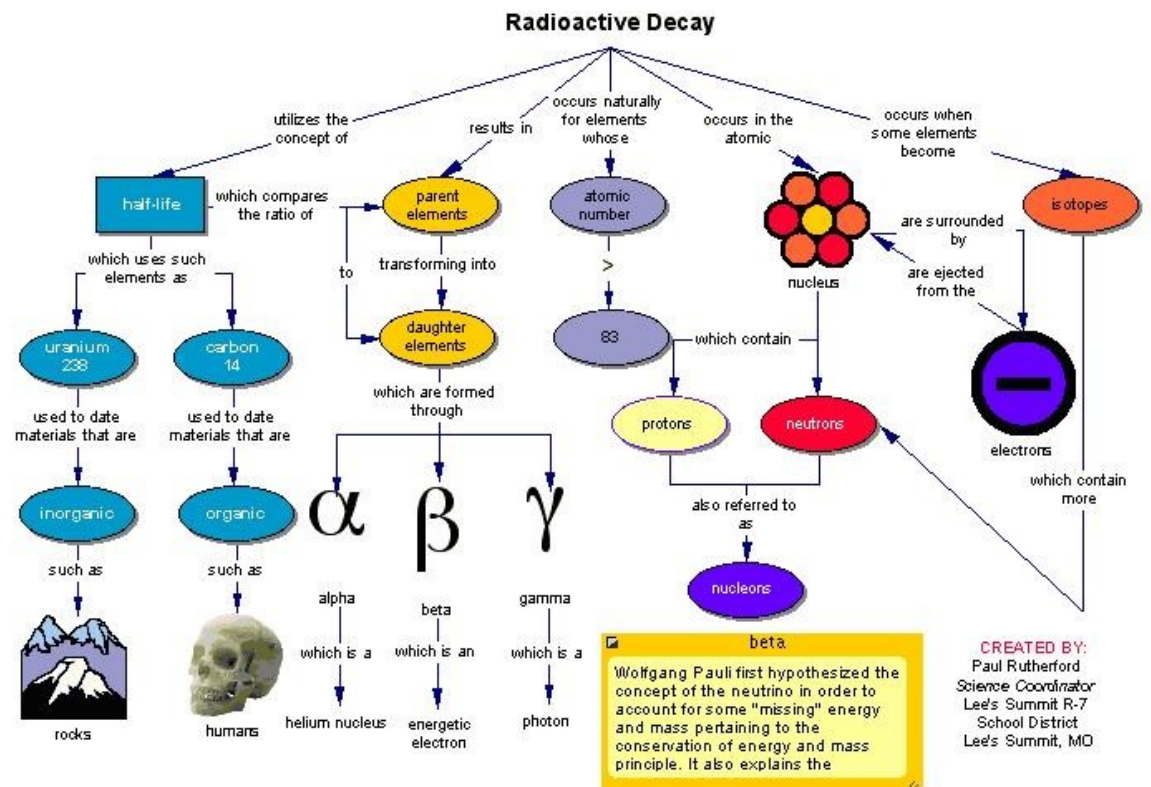 Radioactive Decay
utilizes the
concept of
results in
occurs naturally
for elements
whose
occurs in the
atomic
occurs when
some elements
become
half-life
which compares
the ratio of
parent
elements
atomic
number
isotopes
are surrounded
by
which uses such
elements as
to
transforming into
>
nucleus
are ejected
from the
uranium
238
carbon
14
daughter
elements
83
which contain
used to date
materials that are
used to date
materials that are
which are formed
through
protons
neutrons
electrons
which contain
more
inorganic
organic
α
β
γ
also referred to
as
such as
such as
nucleons
alpha
beta
gamma
which is a
which is an
which is a
rocks
humans
helium nucleus
energetic
electron
photon
beta
Wolfgang Pauli first hypothesized the
concept of the neutrino in order to
account for some "missing" energy
and mass pertaining to the
conservation of energy and mass
principle. It also explains the
CREATED BY:
Paul Rutherford
Science Coordinator
Lee's Summit R-7
School District
Lee's Summit, MO